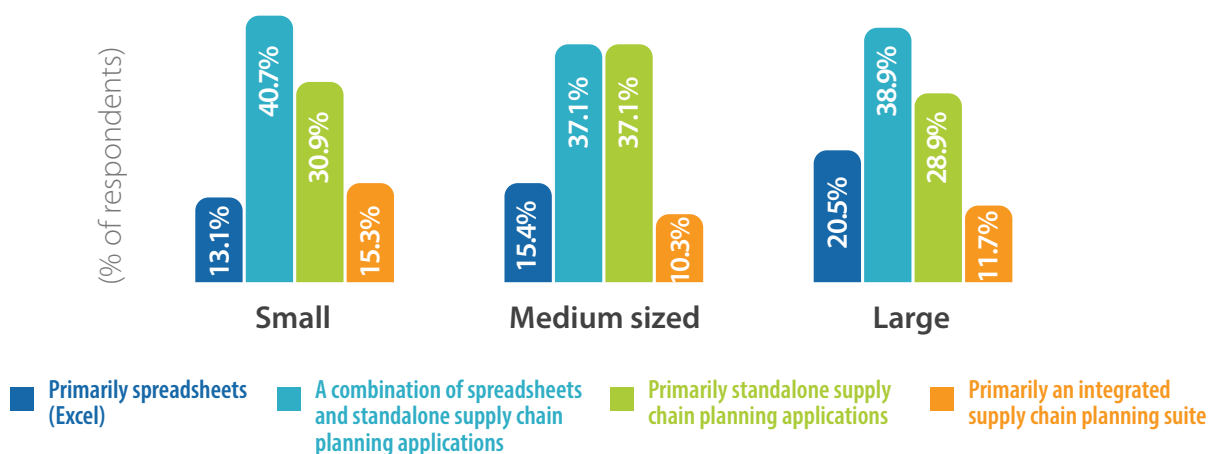 (% of respondents)
13.1%
40.7%
30.9%
15.3%
Small
15.4%
37.1%
37.1%
10.3%
Medium sized
20.5%
38.9%
28.9%
11.7%
Large
Primarily spreadsheets
(Excel)
A combination of spreadsheets
and standalone supply chain
planning applications
Primarily standalone supply
chain planning applications
Primarily an integrated
supply chain planning suite